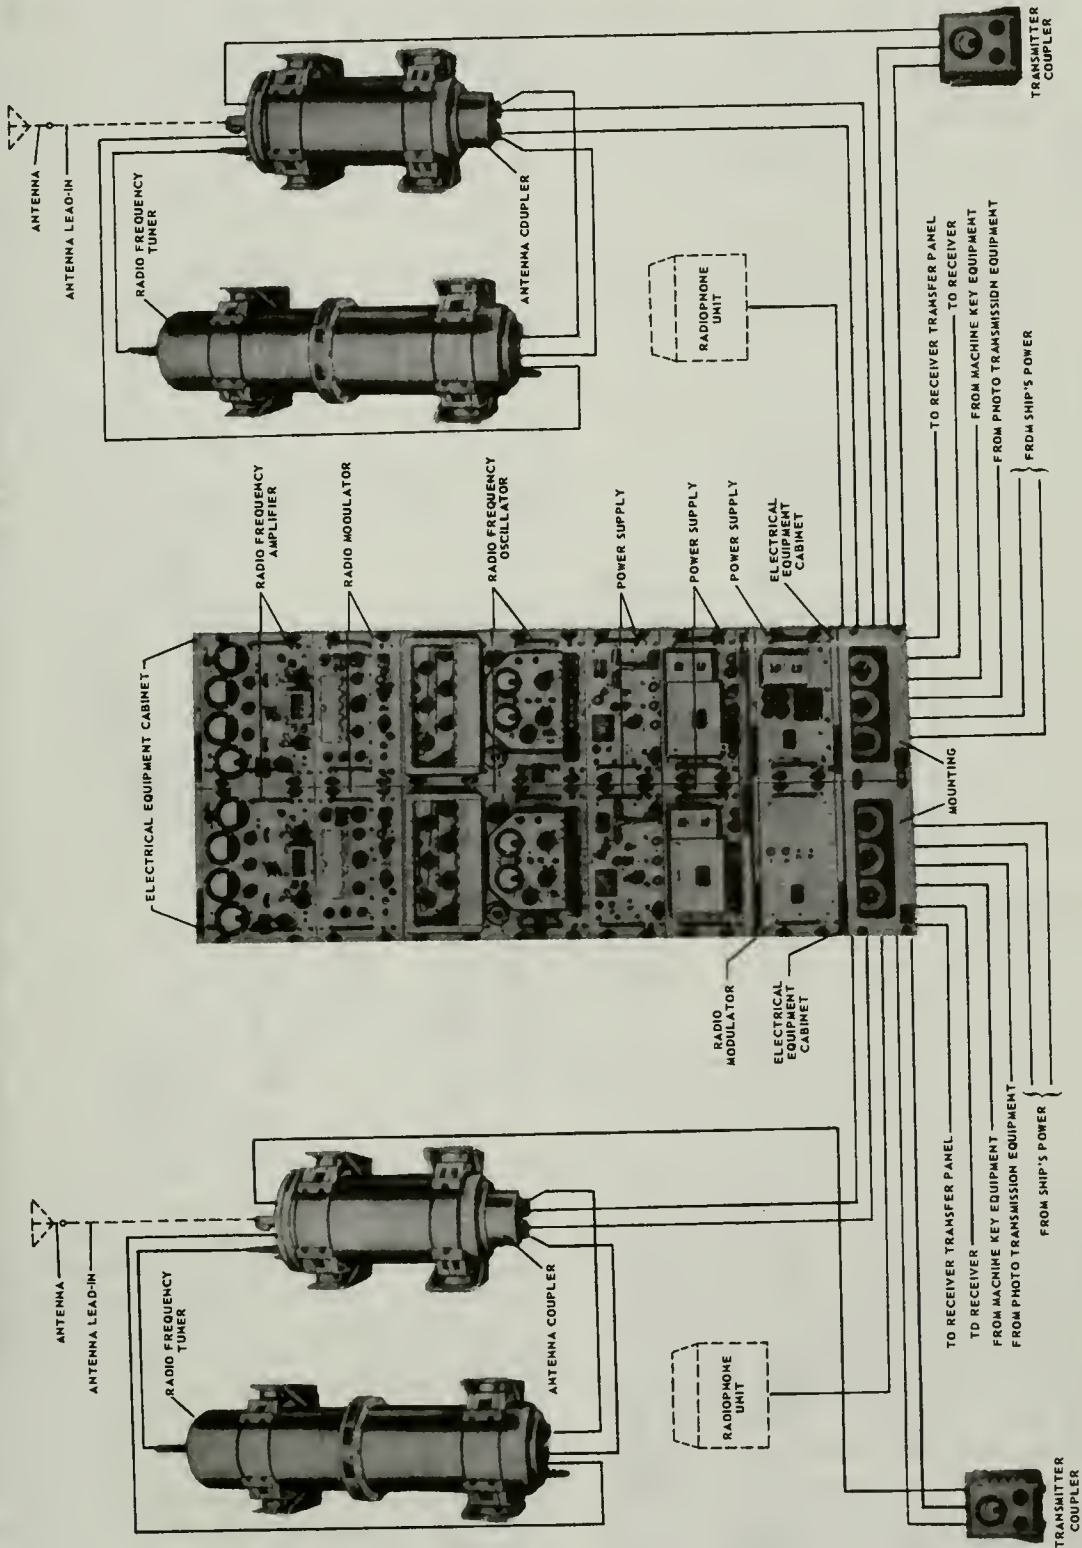 ANTENNA
ANTENNA LEAD-IN
RADIO FREQUENCY
TUNER
ANTENNA COUPLER
RADIOPHONE
UNIT
TRANSMITTER
COUPLER
TO RECEIVER TRANSFER PANEL
TO RECEIVER
FROM MACHINE KEY EQUIPMENT
FROM PHOTO TRANSMISSION EQUIPMENT
FROM SHIP'S POWER
ELECTRICAL EQUIPMENT CABINET
RADIO
MODULATOR
ELECTRICAL
EQUIPMENT
CABINET
MOUNTING
RADIO FREQUENCY
AMPLIFIER
RADIO MODULATOR
RADIO FREQUENCY
OSCILLATOR
POWER SUPPLY
POWER SUPPLY
POWER SUPPLY
ELECTRICAL
EQUIPMENT
CABINET
ANTENNA
ANTENNA LEAD-IN
RADIO FREQUENCY
TUNER
ANTENNA COUPLER
RADIOPHONE
UNIT
TO RECEIVER TRANSFER PANEL
TO RECEIVER
FROM MACHINE KEY EQUIPMENT
FROM PHOTO TRANSMISSION EQUIPMENT
FROM SHIP'S POWER
TRANSMITTER
COUPLER